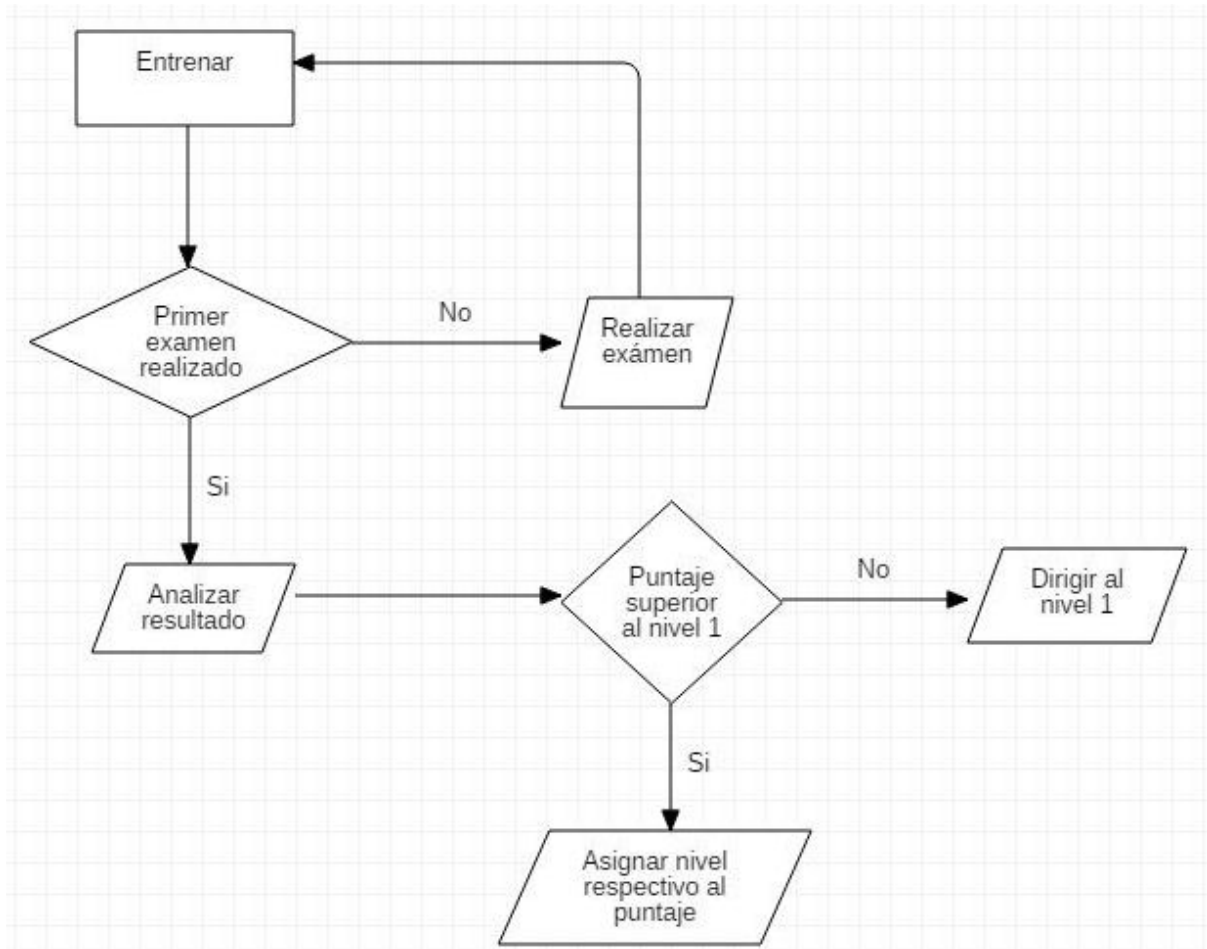 Entrenar
Primer
examen
realizado
No
Realizar
exámen
Si
Analizar
resultado
Puntaje
superior
al nivel 1
No
Dirigir al
nivel 1
Si
Asignar nivel
respectivo al
puntaje